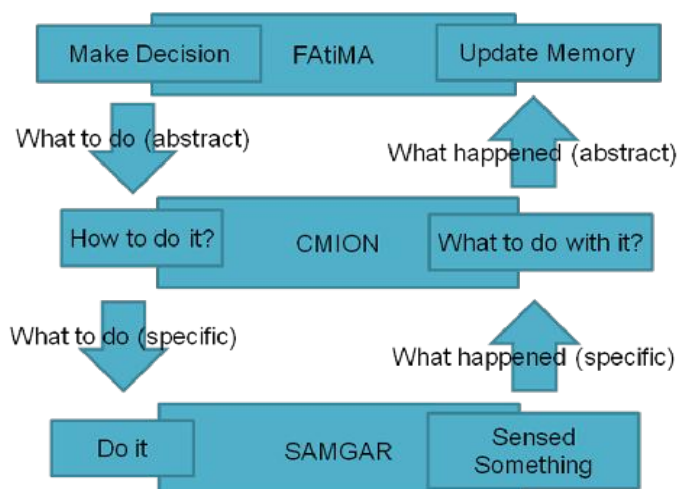 Make Decision
FAtiMA
Update Memory
What to do (abstract)
What happened (abstract)
How to do it?
CMION
What to do with it?
What to do (specific)
What happened (specific)
Do it
SAMGAR
Sensed
Something